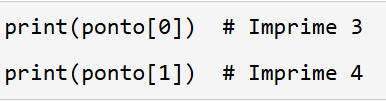 print(ponto[0])  # Imprime 3
print(ponto[1])  # Imprime 4